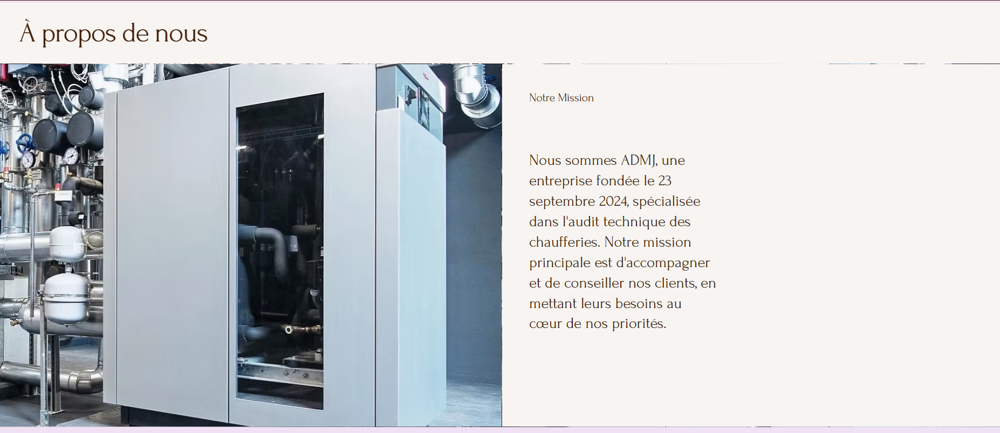 À propos de nous
Notre Mission
Nous sommes ADMJ, une
entreprise fondée le 23
septembre 2024, spécialisée
dans l'audit technique des
chaufferies. Notre mission
principale est d'accompagner
et de conseiller nos clients, en
mettant leurs besoins au
cœur de nos priorités.